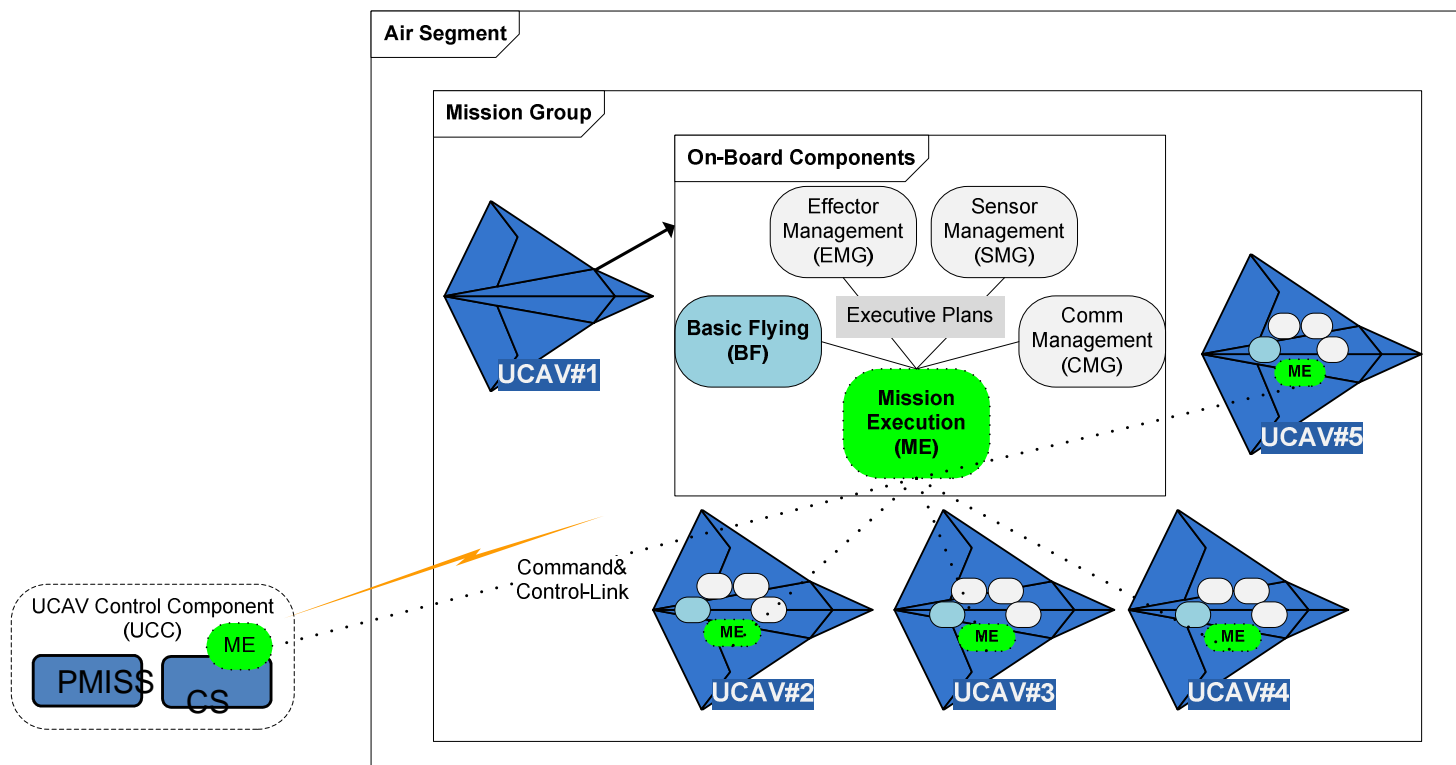 Air Segment
Mission Group
On-Board Components
Effector
Management
(EMG)
Sensor
Management
(SMG)
Basic Flying
(BF)
Executive Plans
Comm
Management
(CMG)
Mission
Execution
(ME)
UCAV#1
ME
UCAV#5
Command&
Control-Link
UCAV Control Component
(UCC)
ME
PMISS
CS
ME
UCAV#2
ME
UCAV#3
ME
UCAV#4